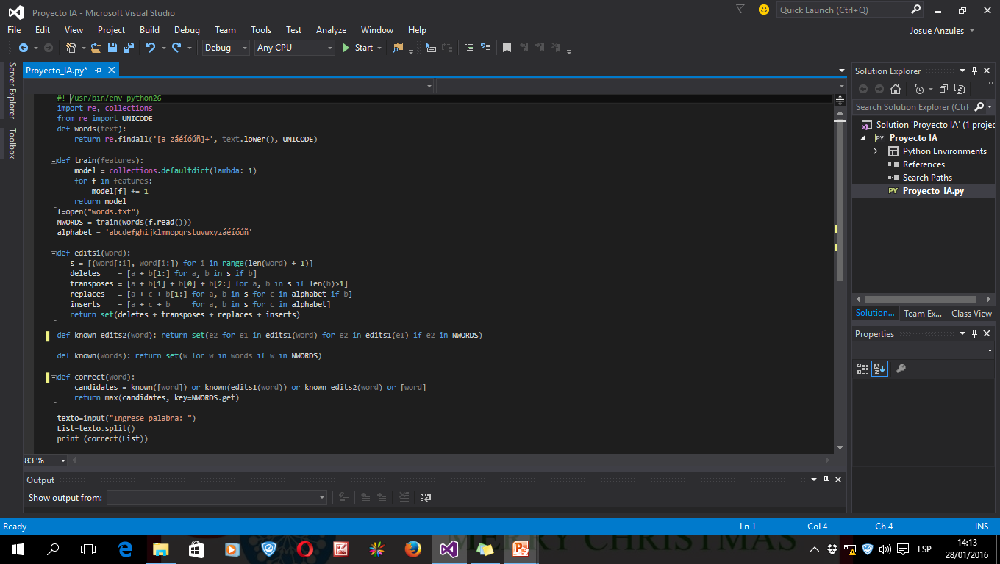 Proyecto IA - Microsoft Visual Studio
Quick Launch (Ctrl+Q)
File Edit View Project Build Debug Team Tools Test Analyze Window Help
Josue Anzules
Debug Any CPU Start
Server Explorer
Toolbox
Proyecto_IA.py*
#! /usr/bin/env python26
import re, collections
from re import UNICODE
def words(text):
    return re.findall('[a-záéíóúñ]+', text.lower(), UNICODE)
def train(features):
    model = collections.defaultdict(lambda: 1)
    for f in features:
        model[f] += 1
    return model
f=open("words.txt")
NWORDS = train(words(f.read()))
alphabet = 'abcdefghijklmnopqrstuvwxyzáéíóúñ'
def edits1(word):
   s = [(word[:i], word[i:]) for i in range(len(word) + 1)]
   deletes    = [a + b[1:] for a, b in s if b]
   transposes = [a + b[1] + b[0] + b[2:] for a, b in s if len(b)>1]
   replaces   = [a + c + b[1:] for a, b in s for c in alphabet if b]
   inserts    = [a + c + b     for a, b in s for c in alphabet]
   return set(deletes + transposes + replaces + inserts)
def known_edits2(word): return set(e2 for e1 in edits1(word) for e2 in edits1(e1) if e2 in NWORDS)
def known(words): return set(w for w in words if w in NWORDS)
def correct(word):
    candidates = known([word]) or known(edits1(word)) or known_edits2(word) or [word]
    return max(candidates, key=NWORDS.get)
texto=input("Ingrese palabra: ")
List=texto.split()
print (correct(List))
83 %
Output
Show output from:
Solution Explorer
Search Solution Explorer (Ctrl
Solution 'Proyecto IA' (1 projec
PY Proyecto IA
Python Environments
References
Search Paths
PY Proyecto_IA.py
Solution... Team Ex... Class View
Properties
Ready Ln 1 Col 4 Ch 4 INS
MERRY CHRISTMAS
ESP
14:13
28/01/2016